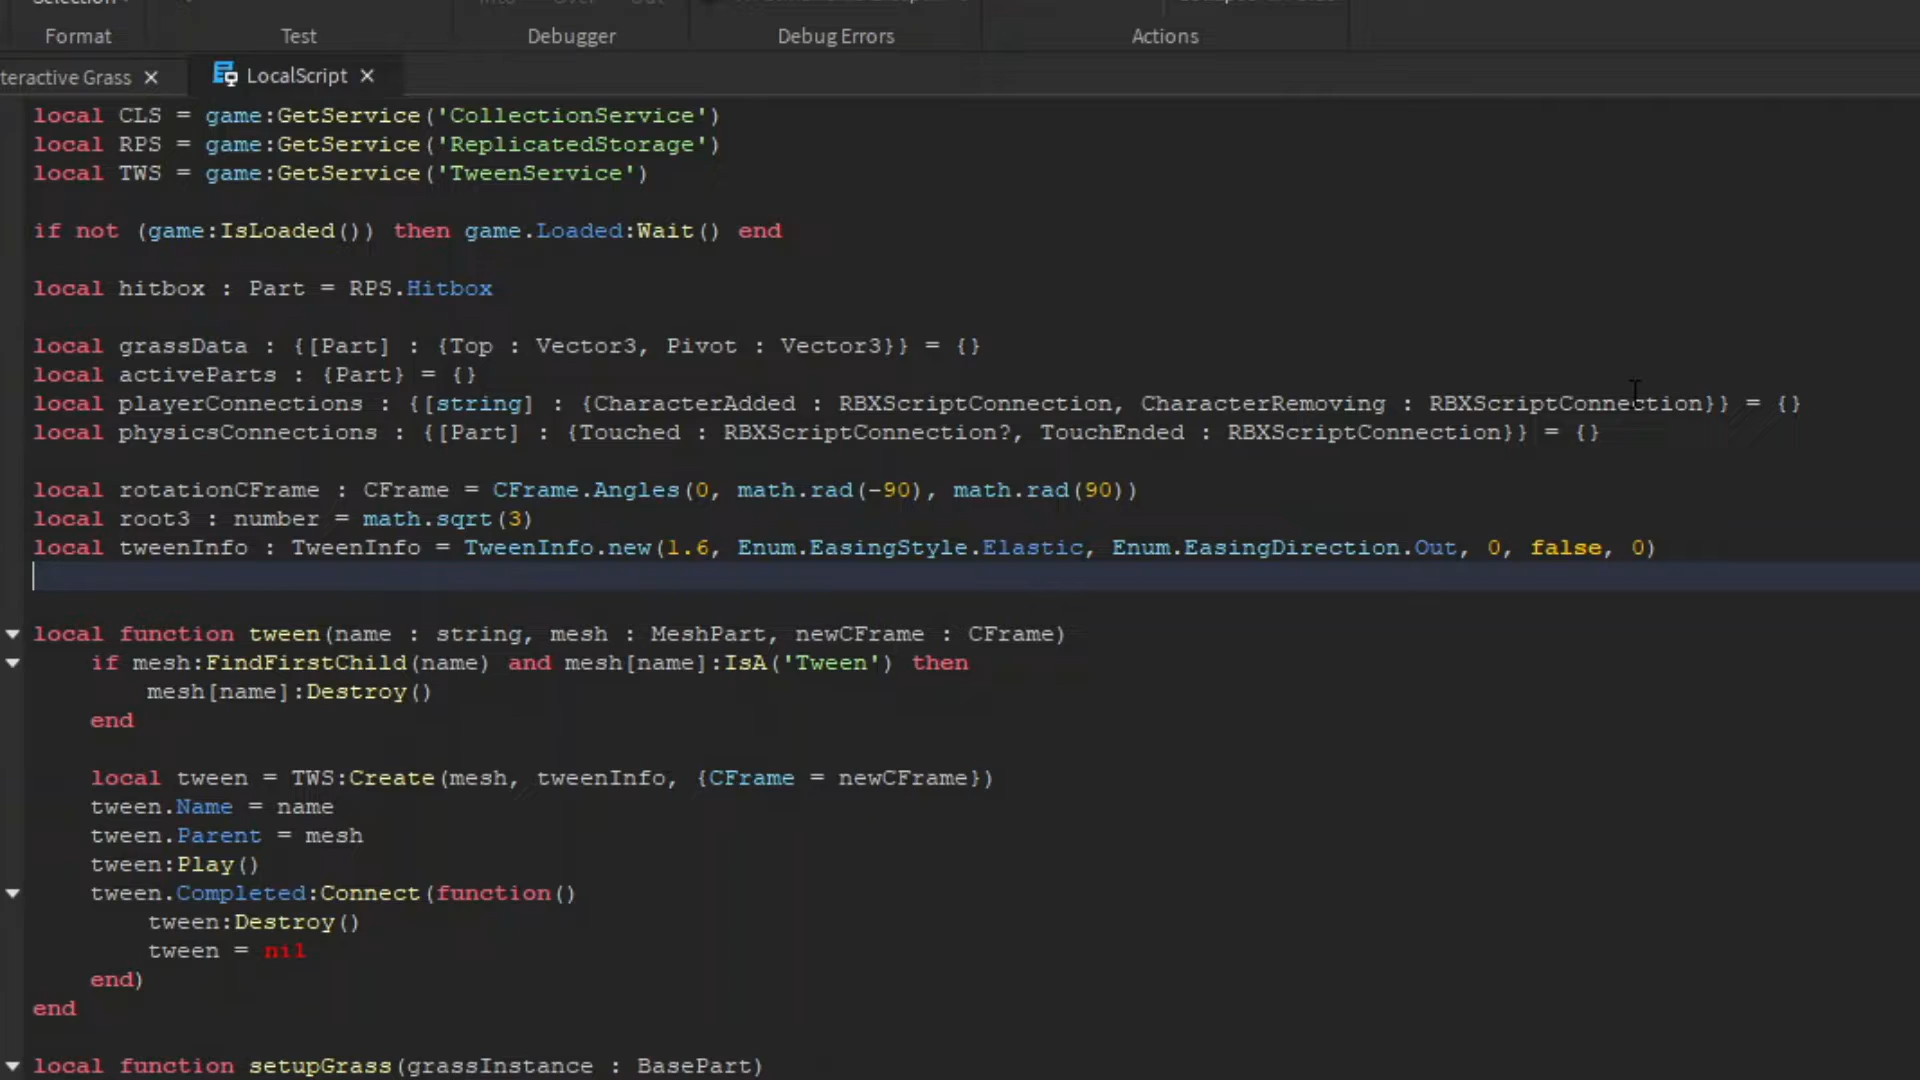 Format
Test
Debugger
Debug Errors
Actions
teractive Grass
LocalScript
local CLS = game:GetService('CollectionService')
local RPS = game:GetService('ReplicatedStorage')
local TWS = game:GetService('TweenService')
if not (game:IsLoaded()) then game.Loaded:Wait() end
local hitbox : Part = RPS.Hitbox
local grassData : {[Part] : {Top : Vector3, Pivot : Vector3}} = {}
local activeParts : {Part} = {}
local playerConnections : {[string] : {CharacterAdded : RBXScriptConnection, CharacterRemoving : RBXScriptConnection}} = {}
local physicsConnections : {[Part] : {Touched : RBXScriptConnection?, TouchEnded : RBXScriptConnection}} = {}
local rotationCFrame : CFrame = CFrame.Angles(0, math.rad(-90), math.rad(90))
local root3 : number = math.sqrt(3)
local tweenInfo : TweenInfo = TweenInfo.new(1.6, Enum.EasingStyle.Elastic, Enum.EasingDirection.Out, 0, false, 0)
local function tween(name : string, mesh : MeshPart, newCFrame : CFrame)
if mesh:FindFirstChild(name) and mesh[name]:IsA('Tween') then
mesh[name]:Destroy()
end
local tween = TWS:Create(mesh, tweenInfo, {CFrame = newCFrame})
tween.Name = name
tween.Parent = mesh
tween:Play()
tween.Completed:Connect(function()
tween:Destroy()
tween = nil
end)
end
local function setupGrass(grassInstance : BasePart)